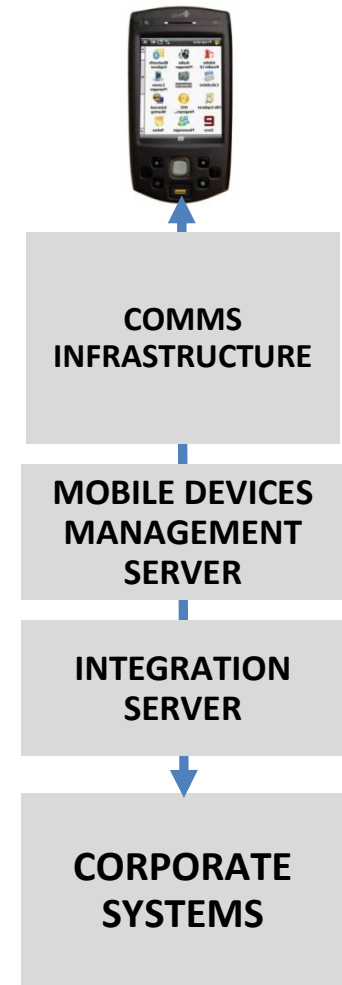 COMMS
INFRASTRUCTURE
MOBILE DEVICES
MANAGEMENT
SERVER
INTEGRATION
SERVER
CORPORATE
SYSTEMS